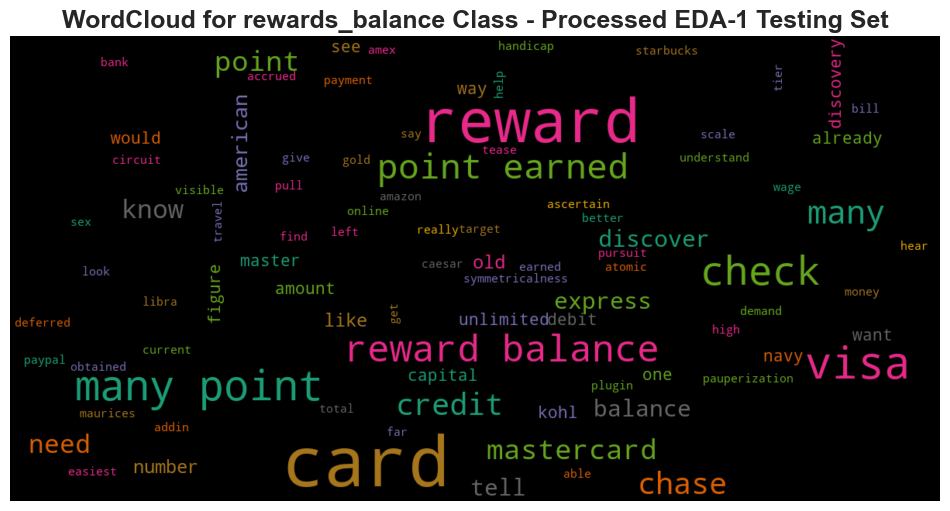 WordCloud for rewards_balance Class - Processed EDA-1 Testing Set
see
amex
handicap
starbucks
bank
point
accrued
payment
way
help
tier
discovery
american
reward
bill
would
say
scale
already
circuit
give
gold
tease
point earned
understand
visible
pull
amazon
wage
know
travel
online
ascertain
better
many
sex
find
left
really
target
discover
hear
look
master
caesar
old
earned
symmetricalness
pursuit
atomic
check
figure
amount
libra
get
express
money
deferred
like
unlimited
debit
demand
high
want
paypal
current
obtained
reward balance
navy
visa
many point
capital
one
plugin
pauperization
maurices
total
credit
kohl
balance
addin
far
need
mastercard
easiest
number
card
tell
able
chase